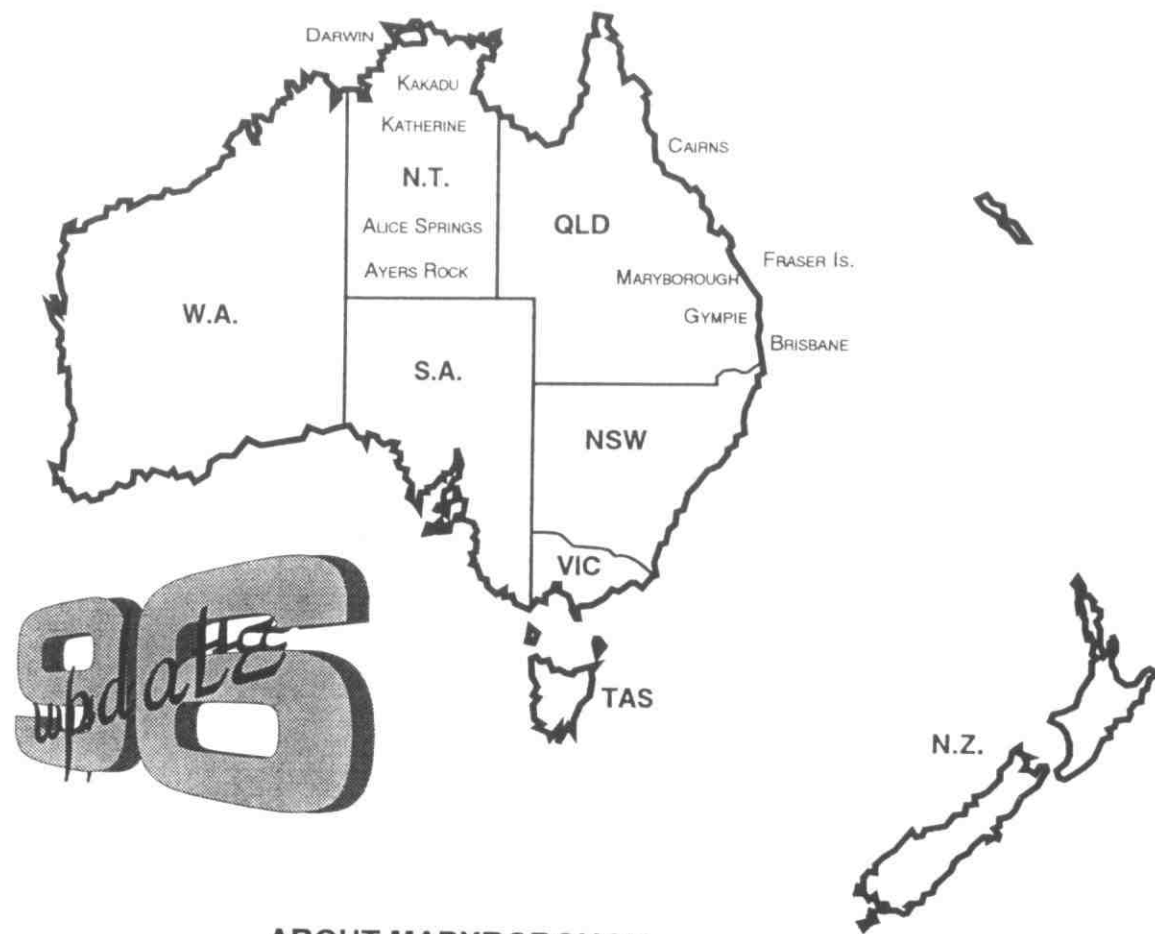 DARWIN
KAKADU
KATHERINE
CAIRNS
N.T.
ALICE SPRINGS
QLD
AYERS ROCK
FRASER IS.
MARYBOROUGH
W.A.
GYMPIE
BRISBANE
S.A.
NSW
VIC
96
update
TAS
N.Z.
ABOUT MARYBOROUGH